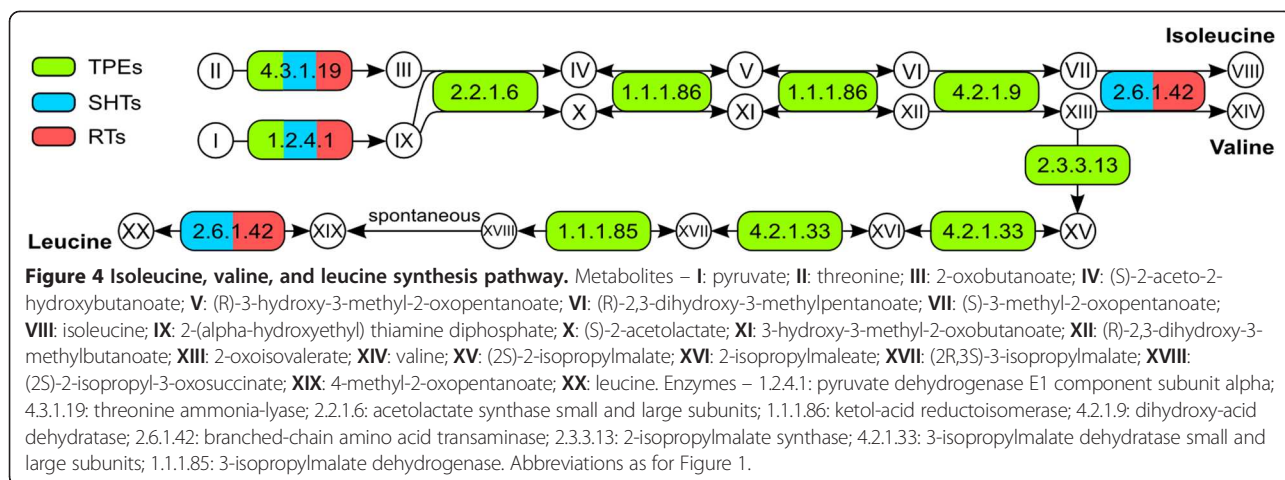 TPEs
SHTs
RTs
II
4.3.1.19
III
I
1.2.4.1
IX
2.2.1.6
IV
X
1.1.1.86
V
XI
1.1.1.86
VI
XII
4.2.1.9
VII
XIII
2.6.1.42
Isoleucine
VIII
XIV
Valine
2.3.3.13
Leucine
XX
2.6.1.42
XIX
spontaneous
XVIII
1.1.1.85
XVII
4.2.1.33
XVI
4.2.1.33
XV
Figure 4 Isoleucine, valine, and leucine synthesis pathway. Metabolites – I: pyruvate; II: threonine; III: 2-oxobutanoate; IV: (S)-2-aceto-2-
hydroxybutanoate; V: (R)-3-hydroxy-3-methyl-2-oxopentanoate; VI: (R)-2,3-dihydroxy-3-methylpentanoate; VII: (S)-3-methyl-2-oxopentanoate;
VIII: isoleucine; IX: 2-(alpha-hydroxyethyl) thiamine diphosphate; X: (S)-2-acetolactate; XI: 3-hydroxy-3-methyl-2-oxobutanoate; XII: (R)-2,3-dihydroxy-3-
methylbutanoate; XIII: 2-oxoisovalerate; XIV: valine; XV: (2S)-2-isopropylmalate; XVI: 2-isopropylmaleate; XVII: (2R,3S)-3-isopropylmalate; XVIII:
(2S)-2-isopropyl-3-oxosuccinate; XIX: 4-methyl-2-oxopentanoate; XX: leucine. Enzymes – 1.2.4.1: pyruvate dehydrogenase E1 component subunit alpha;
4.3.1.19: threonine ammonia-lyase; 2.2.1.6: acetolactate synthase small and large subunits; 1.1.1.86: ketol-acid reductoisomerase; 4.2.1.9: dihydroxy-acid
dehydratase; 2.6.1.42: branched-chain amino acid transaminase; 2.3.3.13: 2-isopropylmalate synthase; 4.2.1.33: 3-isopropylmalate dehydratase small and
large subunits; 1.1.1.85: 3-isopropylmalate dehydrogenase. Abbreviations as for Figure 1.